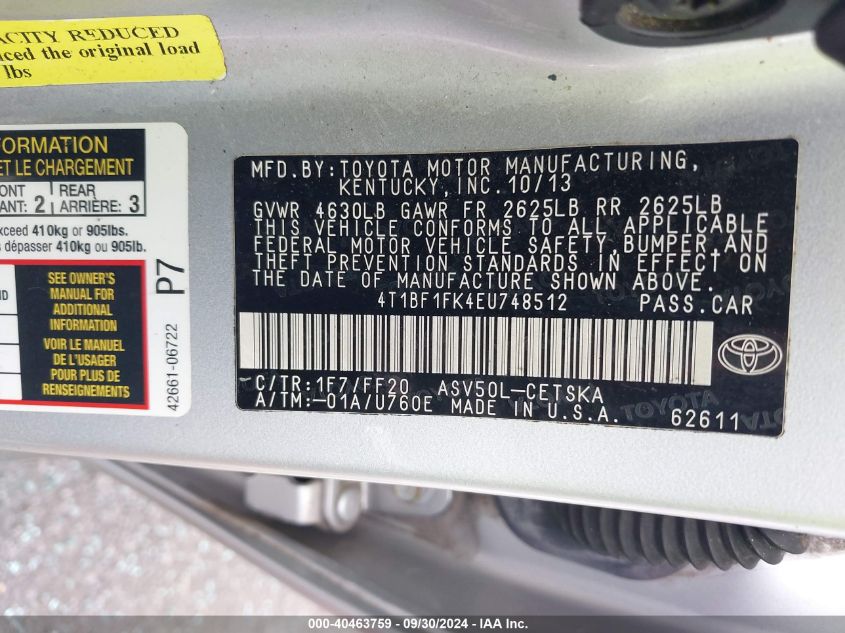 ACITY REDUCED
ced the original load
lbs
FORMATION
ET LE CHARGEMENT
ONT 2 REAR 3
ANT: ARRIÈRE:
xceed 410kg or 905lbs.
s dépasser 410kg ou 905lb.
SEE OWNER'S
MANUAL FOR
ADDITIONAL
INFORMATION
VOIR LE MANUEL
DE L'USAGER
POUR PLUS DE
RENSEIGNEMENTS
P7
42661-06722
MFD.BY:TOYOTA MOTOR MANUFACTURING,
KENTUCKY,INC.10/13
GVWR 4630LB GAWR FR 2625LB RR 2625LB
THIS VEHICLE CONFORMS TO ALL APPLICABLE
FEDERAL MOTOR VEHICLE SAFETY,BUMPER,AND
THEFT PREVENTION STANDARDS IN EFFECT ON
THE DATE OF MANUFACTURE SHOWN ABOVE.
4T1BF1FK4EU748512 PASS.CAR
C/TR:1F7/FF20 ASV50L-CETSKA
A/TM:-01A/U760E MADE IN U.S.A.
62611
TOYOTA
000-40463759 - 09/30/2024 - IAA Inc.